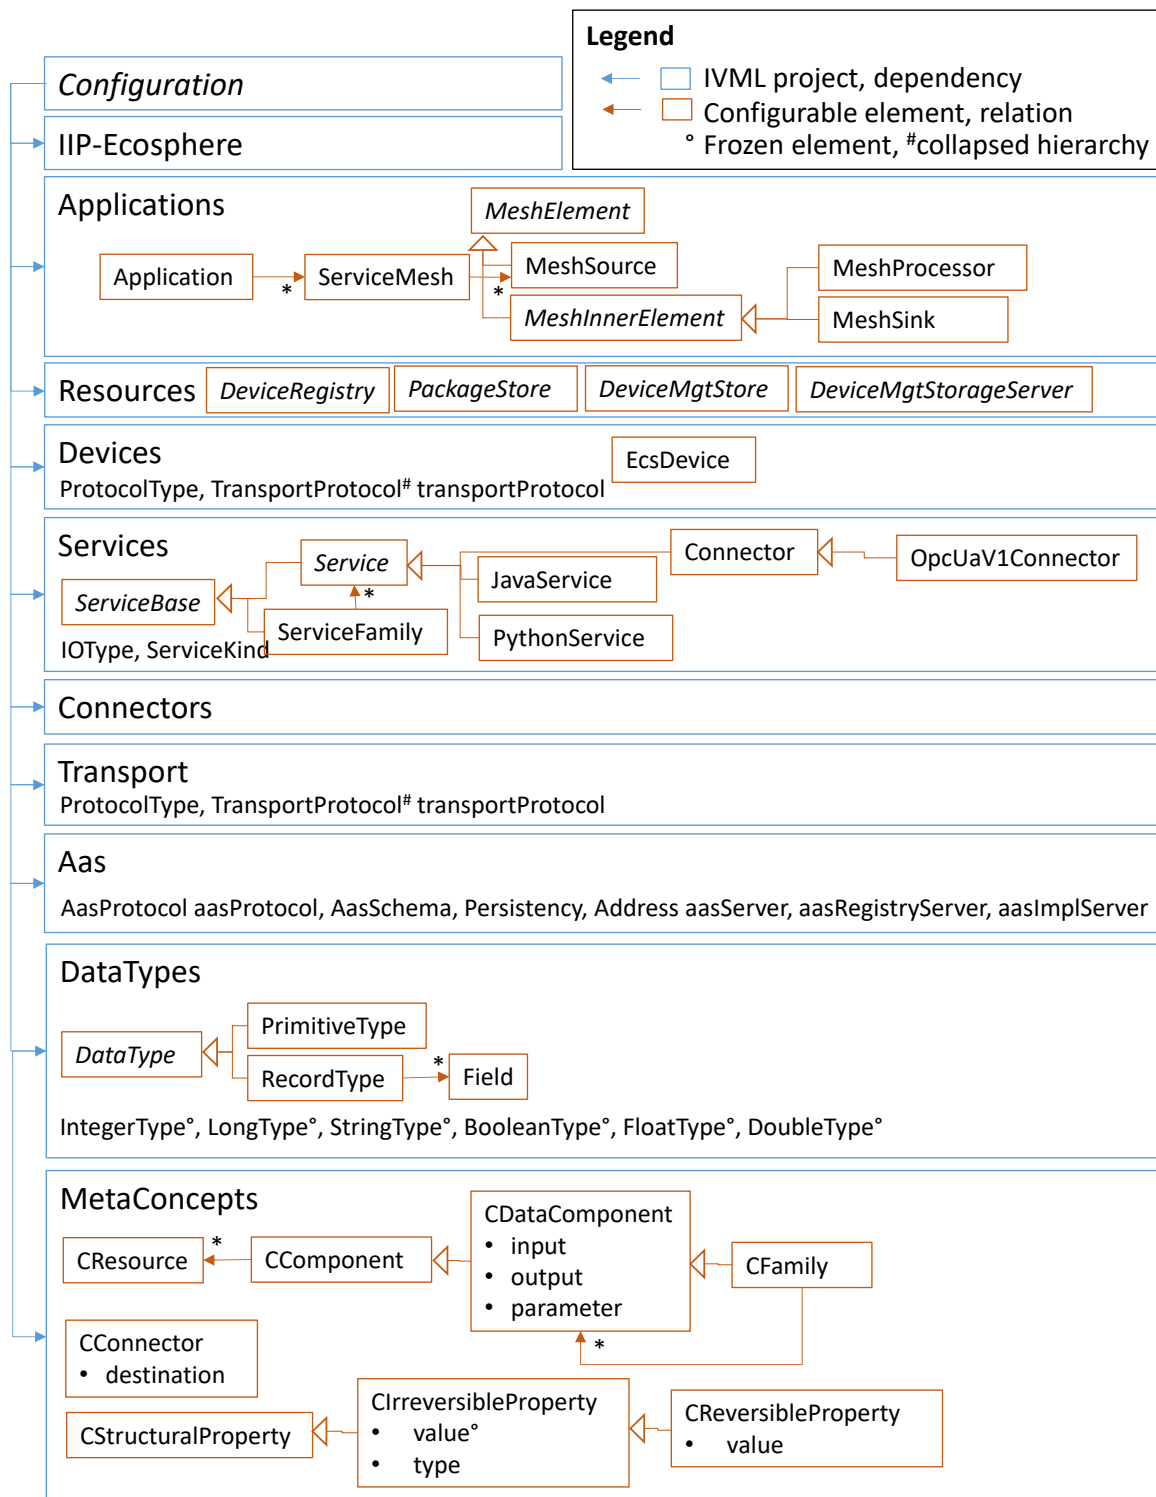 Legend
IVML project, dependency
Configurable element, relation
° Frozen element, #collapsed hierarchy
Configuration
IIP-Ecosphere
Applications
MeshElement
Application
*
ServiceMesh
*
MeshSource
MeshInnerElement
MeshProcessor
MeshSink
Resources
DeviceRegistry
PackageStore
DeviceMgtStore
DeviceMgtStorageServer
Devices
EcsDevice
ProtocolType, TransportProtocol# transportProtocol
Services
Service
Connector
OpcUaV1Connector
JavaService
ServiceBase
*
ServiceFamily
PythonService
IOType, ServiceKind
Connectors
Transport
ProtocolType, TransportProtocol# transportProtocol
Aas
AasProtocol aasProtocol, AasSchema, Persistency, Address aasServer, aasRegistryServer, aasImplServer
DataTypes
PrimitiveType
DataType
RecordType
*
Field
IntegerType°, LongType°, StringType°, BooleanType°, FloatType°, DoubleType°
MetaConcepts
CResource
*
CComponent
CDataComponent
• input
• output
• parameter
CFamily
*
CConnector
• destination
CStructuralProperty
CIrreversibleProperty
• value°
• type
CReversibleProperty
• value